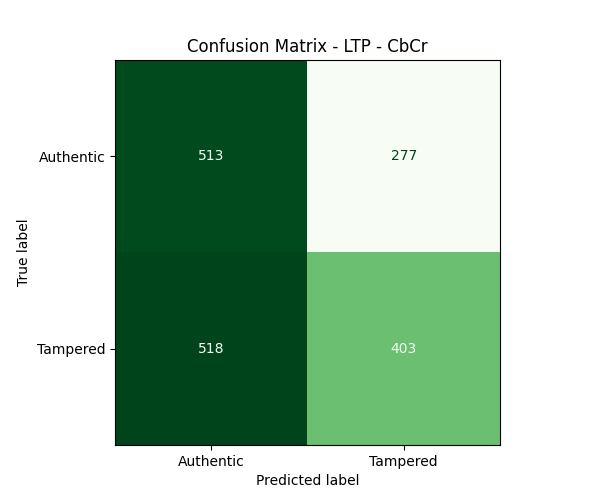 Confusion Matrix - LTP - CbCr
True label
Authentic
513
277
Tampered
518
403
Authentic
Tampered
Predicted label